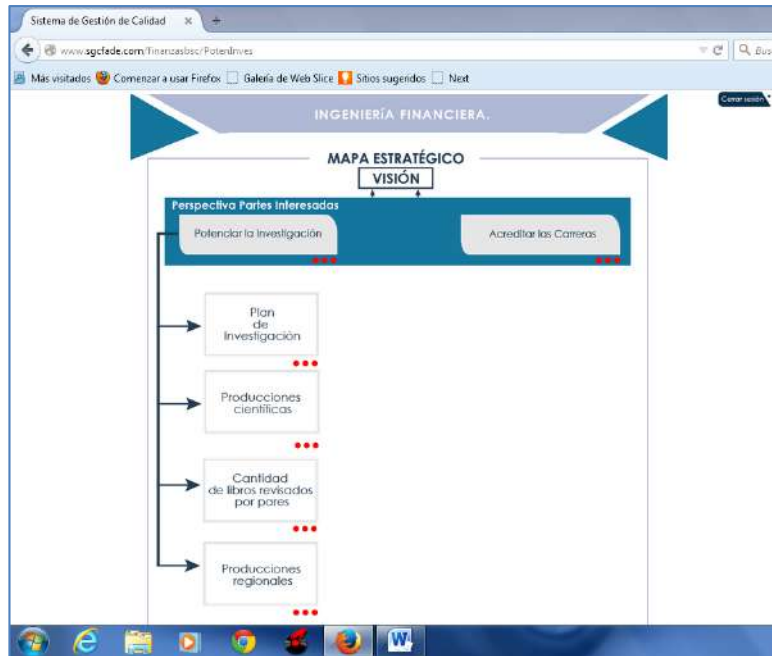 Sistema de Gestión de Calidad
www.sgcfade.com/finanzasbsc/PotenInves
Más visitados Comenzar a usar Firefox Galería de Web Slice Sitios sugeridos Next
Cerrar sesión
INGENIERÍA FINANCIERA.
MAPA ESTRATÉGICO
VISIÓN
Perspectiva Partes Interesadas
Potenciar la Investigación
Acreditar las Carreras
Plan
de
Investigación
Producciones
científicas
Cantidad
de libros revisados
por pares
Producciones
regionales